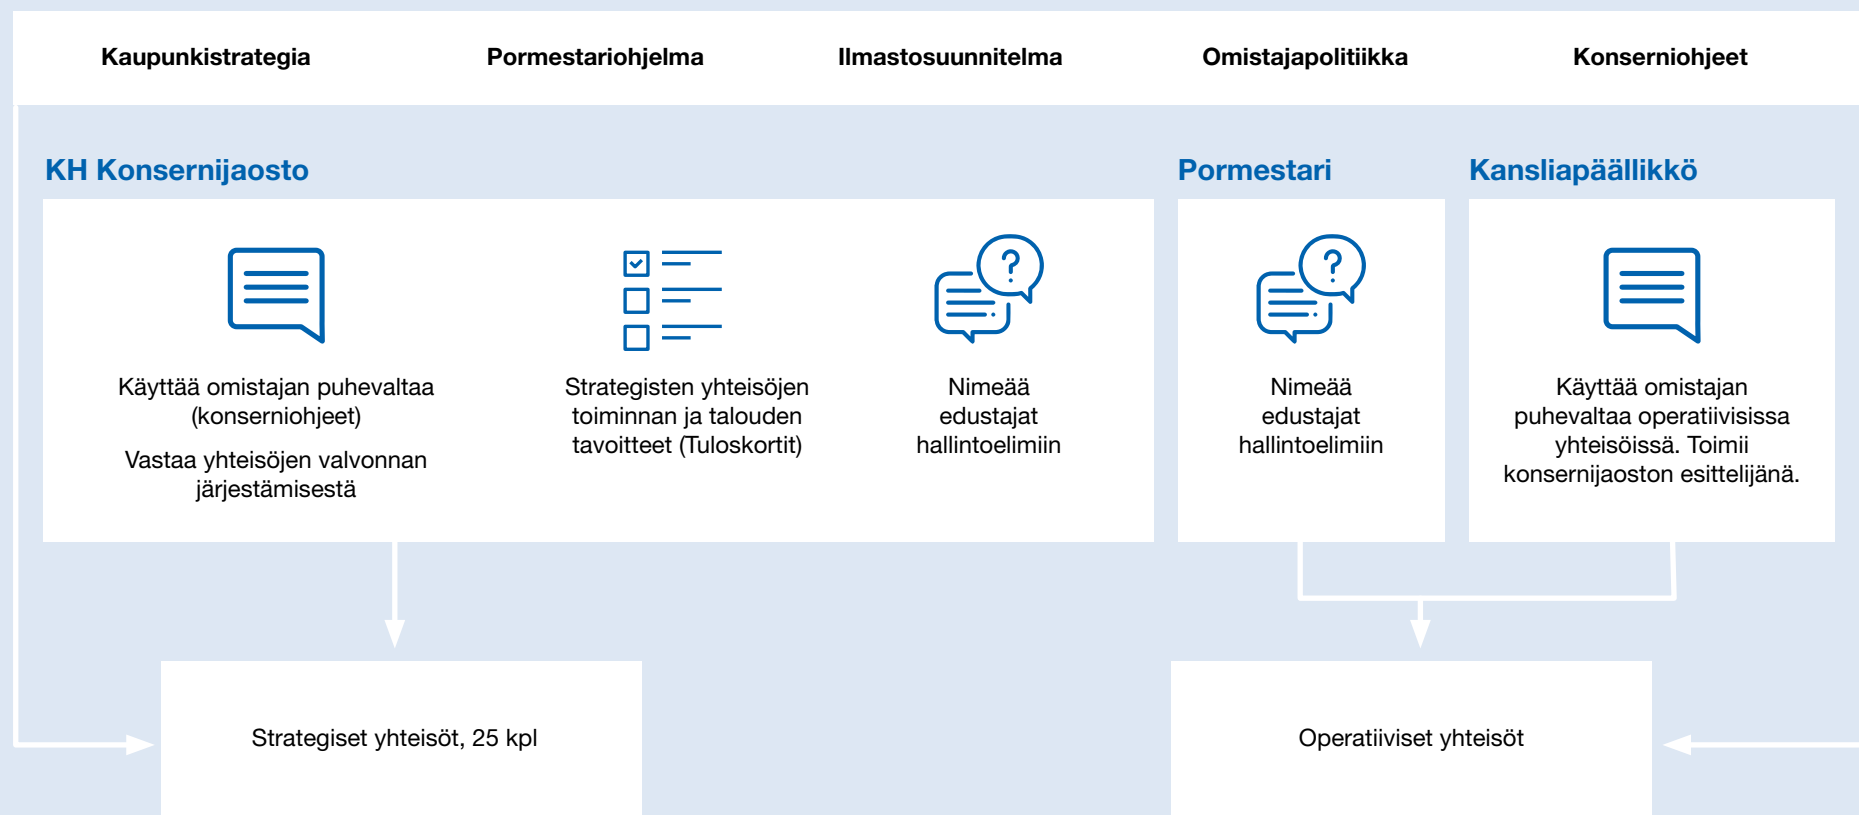 Kaupunkistrategia
Pormestariohjelma
Ilmastosuunnitelma
Omistajapolitiikka
Konserniohjeet
KH Konsernijaosto
Käyttää omistajan puhevaltaa
(konserniohjeet)
Vastaa yhteisöjen valvonnan
järjestämisestä
Strategisten yhteisöjen
toiminnan ja talouden
tavoitteet (Tuloskortit)
Nimeää
edustajat
hallintoelimiin
Pormestari
Nimeää
edustajat
hallintoelimiin
Kansliapäällikkö
Käyttää omistajan
puhevaltaa operatiivisissa
yhteisöissä. Toimii
konsernijaoston esittelijänä.
Strategiset yhteisöt, 25 kpl
Operatiiviset yhteisöt